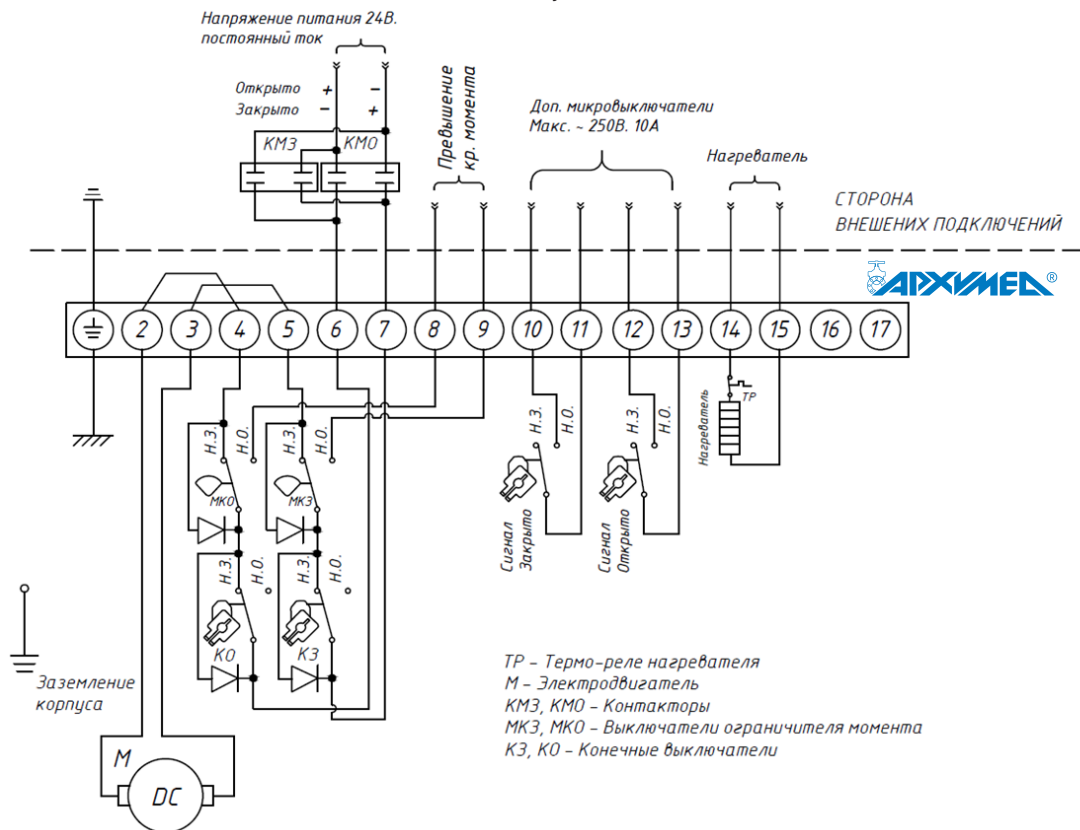 Напряжение питания 24В.
постоянный ток
Открыто + −
Закрыто − +
КМЗ КМО
Превышение
кр. момента
Доп. микровыключатели
Макс. ~ 250В. 10А
Нагреватель
СТОРОНА
ВНЕШЕНИХ ПОДКЛЮЧЕНИЙ
АРХИМЕД®
2 3 4 5 6 7 8 9 10 11 12 13 14 15 16 17
Н.З. Н.О.
МКО
Н.З. Н.О.
МКЗ
Н.З. Н.О.
КО
Н.З. Н.О.
КЗ
Н.З. Н.О.
Сигнал
Закрыто
Н.З. Н.О.
Сигнал
Открыто
ТР
Нагреватель
Заземление
корпуса
М
DC
ТР – Термо-реле нагревателя
М – Электродвигатель
КМЗ, КМО – Контакторы
МКЗ, МКО – Выключатели ограничителя момента
КЗ, КО – Конечные выключатели